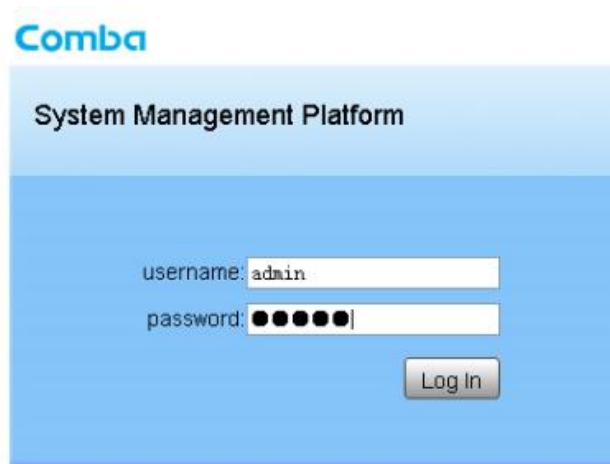 Comba
System Management Platform
username: admin
password: ●●●●●
Log In